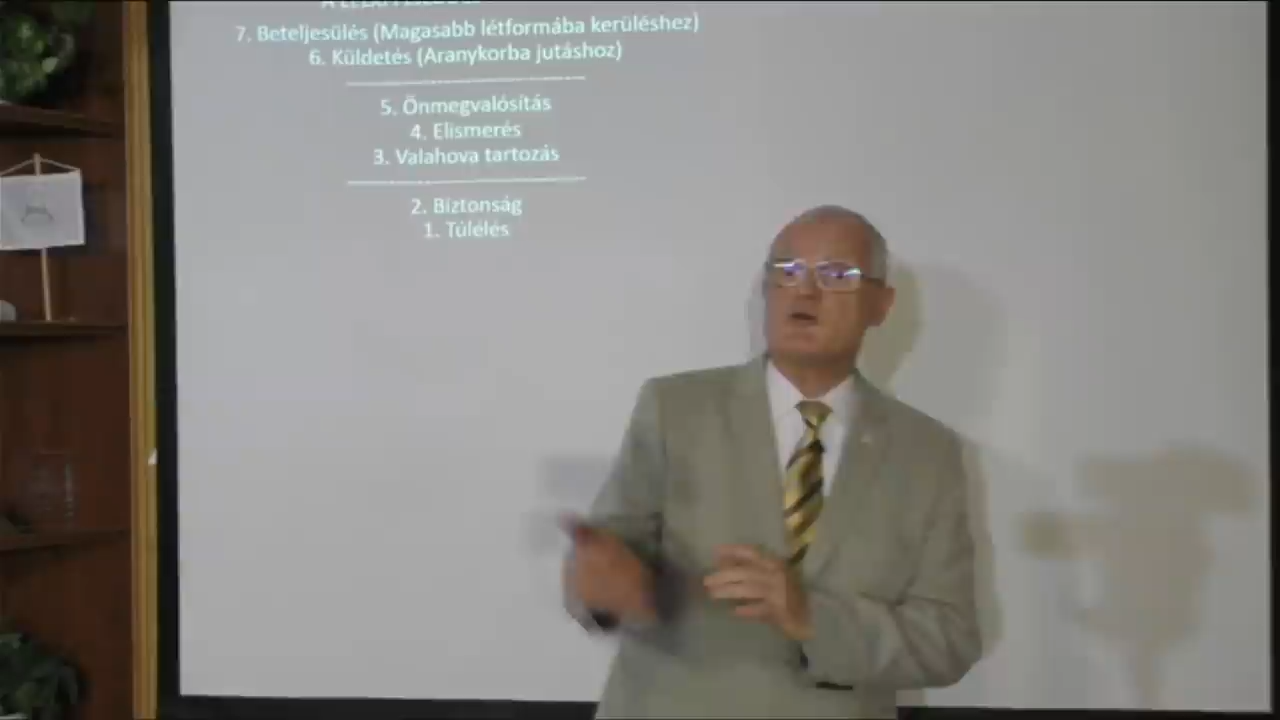 7. Beteljesülés (Magasabb létformába kerüléshez)
6. Küldetés (Aranykorba jutáshoz)
5. Önmegvalósítás
4. Elismerés
3. Valahova tartozás
2. Biztonság
1. Túlélés